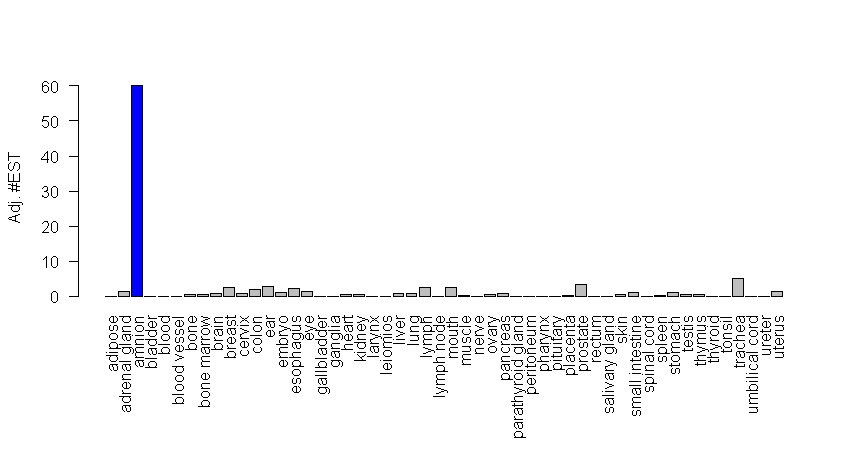 Adj. #EST
60
50
40
30
20
10
0
adipose
adrenal gland
amnion
bladder
blood
blood vessel
bone
bone marrow
brain
breast
cervix
colon
ear
embryo
esophagus
eye
gallbladder
ganglia
heart
kidney
larynx
leiomios
liver
lung
lymph
lymph node
mouth
muscle
nerve
ovary
pancreas
parathyroid gland
peritoneum
pharynx
pituitary
placenta
prostate
rectum
salivary gland
skin
small intestine
spinal cord
spleen
stomach
testis
thymus
thyroid
tonsil
trachea
umbilical cord
ureter
uterus